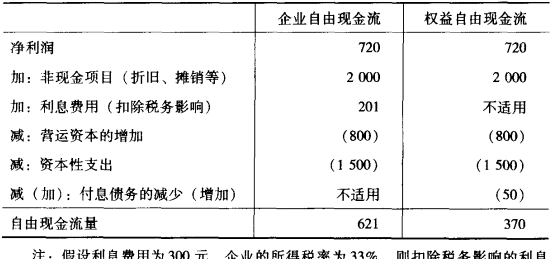 企业自由现金流 权益自由现金流
净利润 720 720
加：非现金项目（折旧、摊销等） 2 000 2 000
加：利息费用（扣除税务影响） 201 不适用
减：营运资本的增加 (800) (800)
减：资本性支出 (1 500) (1 500)
减（加）：付息债务的减少（增加） 不适用 (50)
自由现金流量 621 370
注：假设利息费用为300元，企业的所得税率为33%，则扣除税务影响的利息